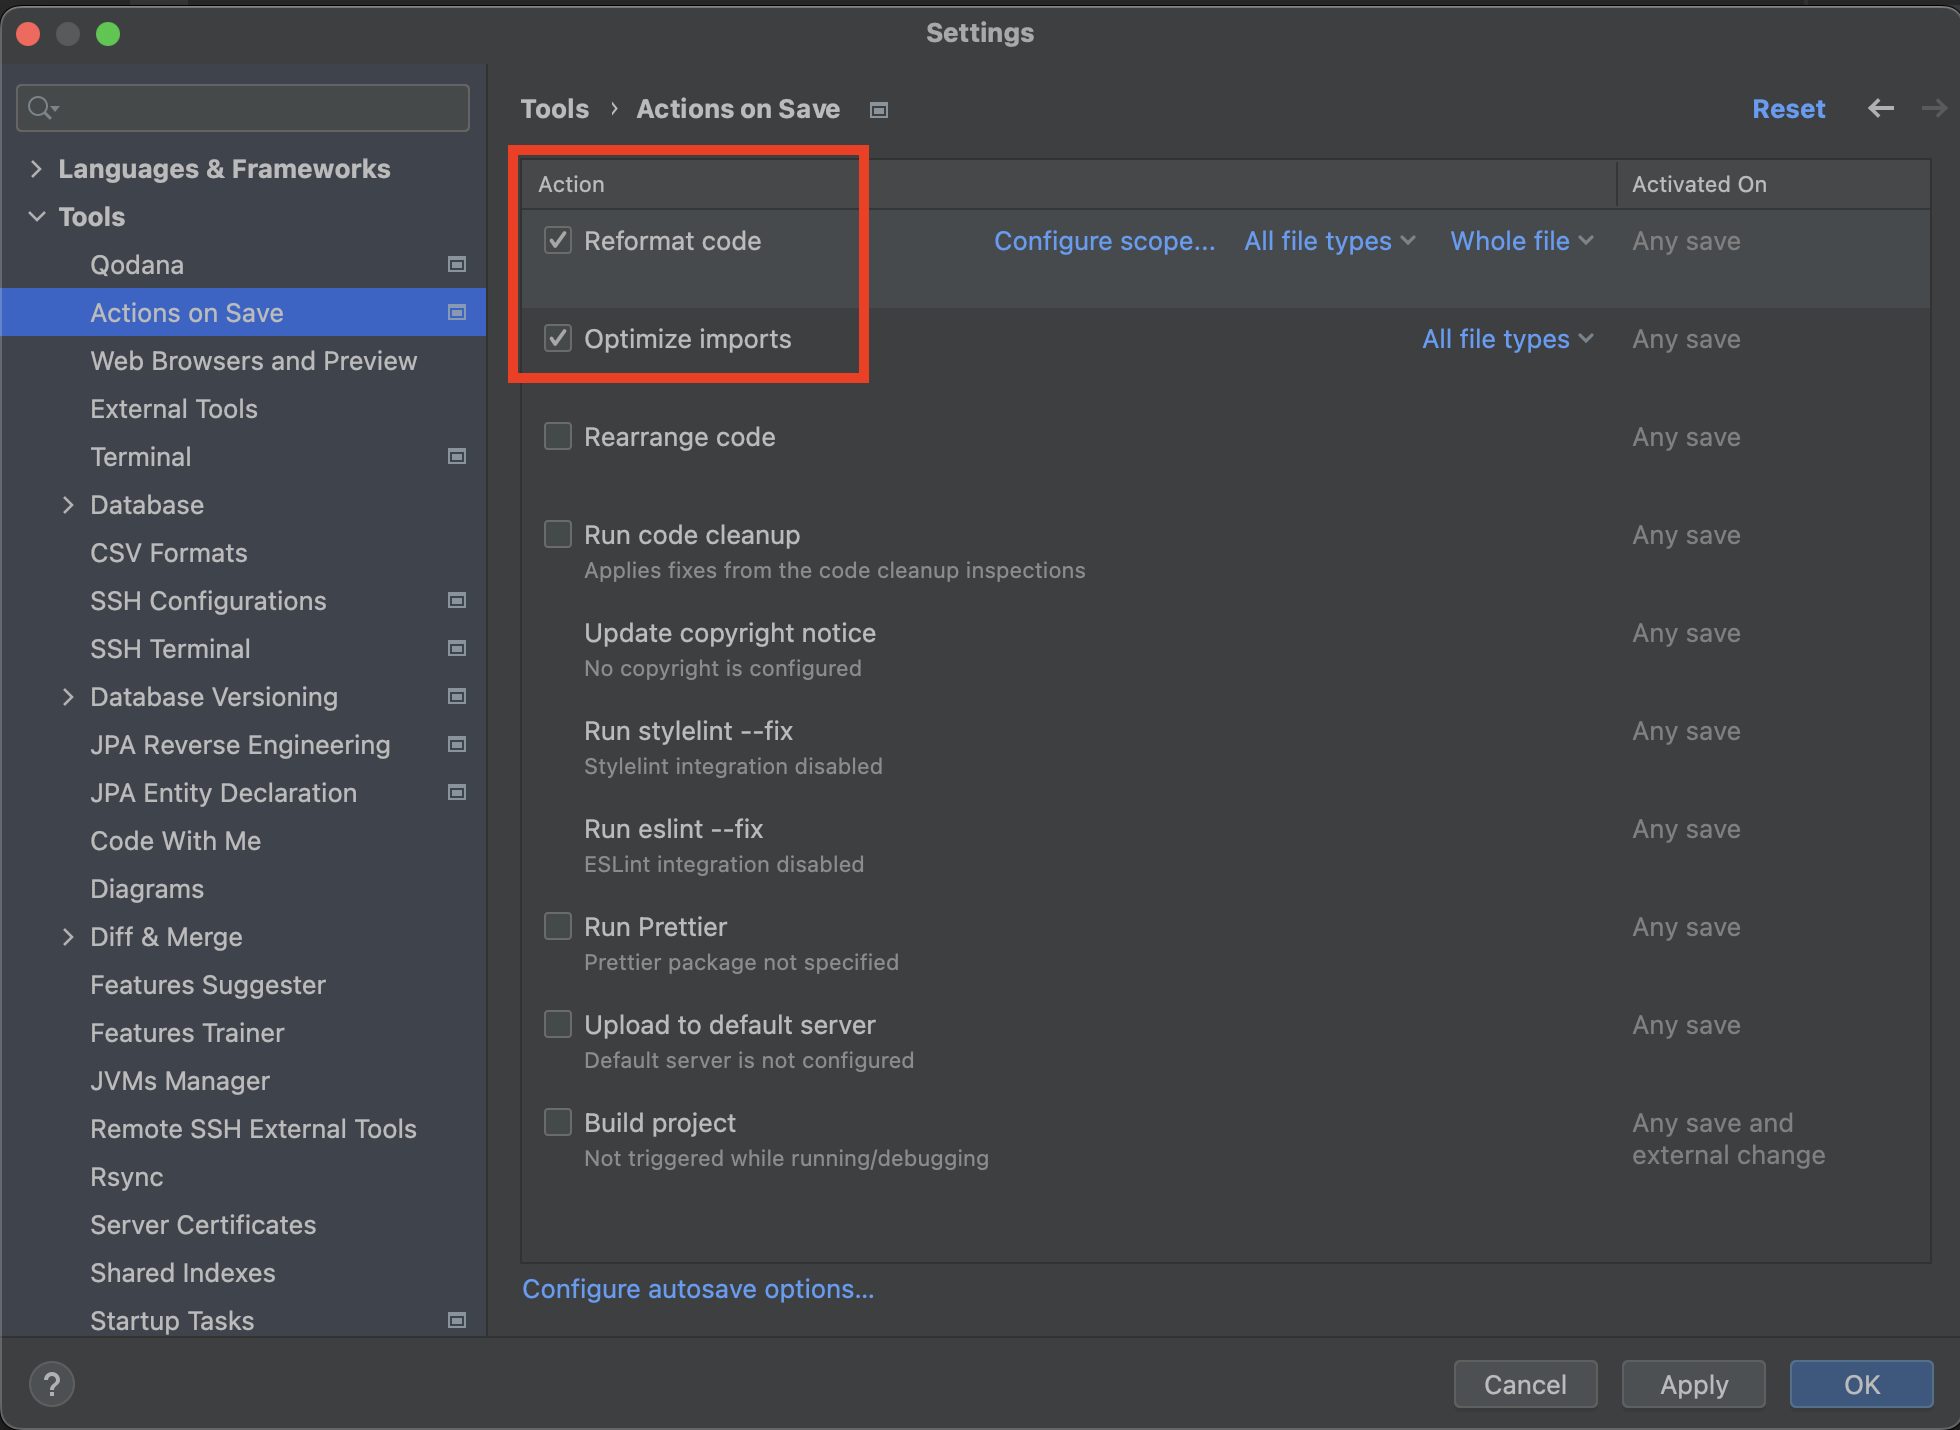 Settings
Languages & Frameworks
Tools
Qodana
Actions on Save
Web Browsers and Preview
External Tools
Terminal
Database
CSV Formats
SSH Configurations
SSH Terminal
Database Versioning
JPA Reverse Engineering
JPA Entity Declaration
Code With Me
Diagrams
Diff & Merge
Features Suggester
Features Trainer
JVMs Manager
Remote SSH External Tools
Rsync
Server Certificates
Shared Indexes
Startup Tasks
Tools › Actions on Save
Reset
Action Activated On
Reformat code Configure scope... All file types Whole file Any save
Optimize imports All file types Any save
Rearrange code Any save
Run code cleanup Any save
Applies fixes from the code cleanup inspections
Update copyright notice Any save
No copyright is configured
Run stylelint --fix Any save
Stylelint integration disabled
Run eslint --fix Any save
ESLint integration disabled
Run Prettier Any save
Prettier package not specified
Upload to default server Any save
Default server is not configured
Build project Any save and
external change
Not triggered while running/debugging
Configure autosave options...
? Cancel Apply OK